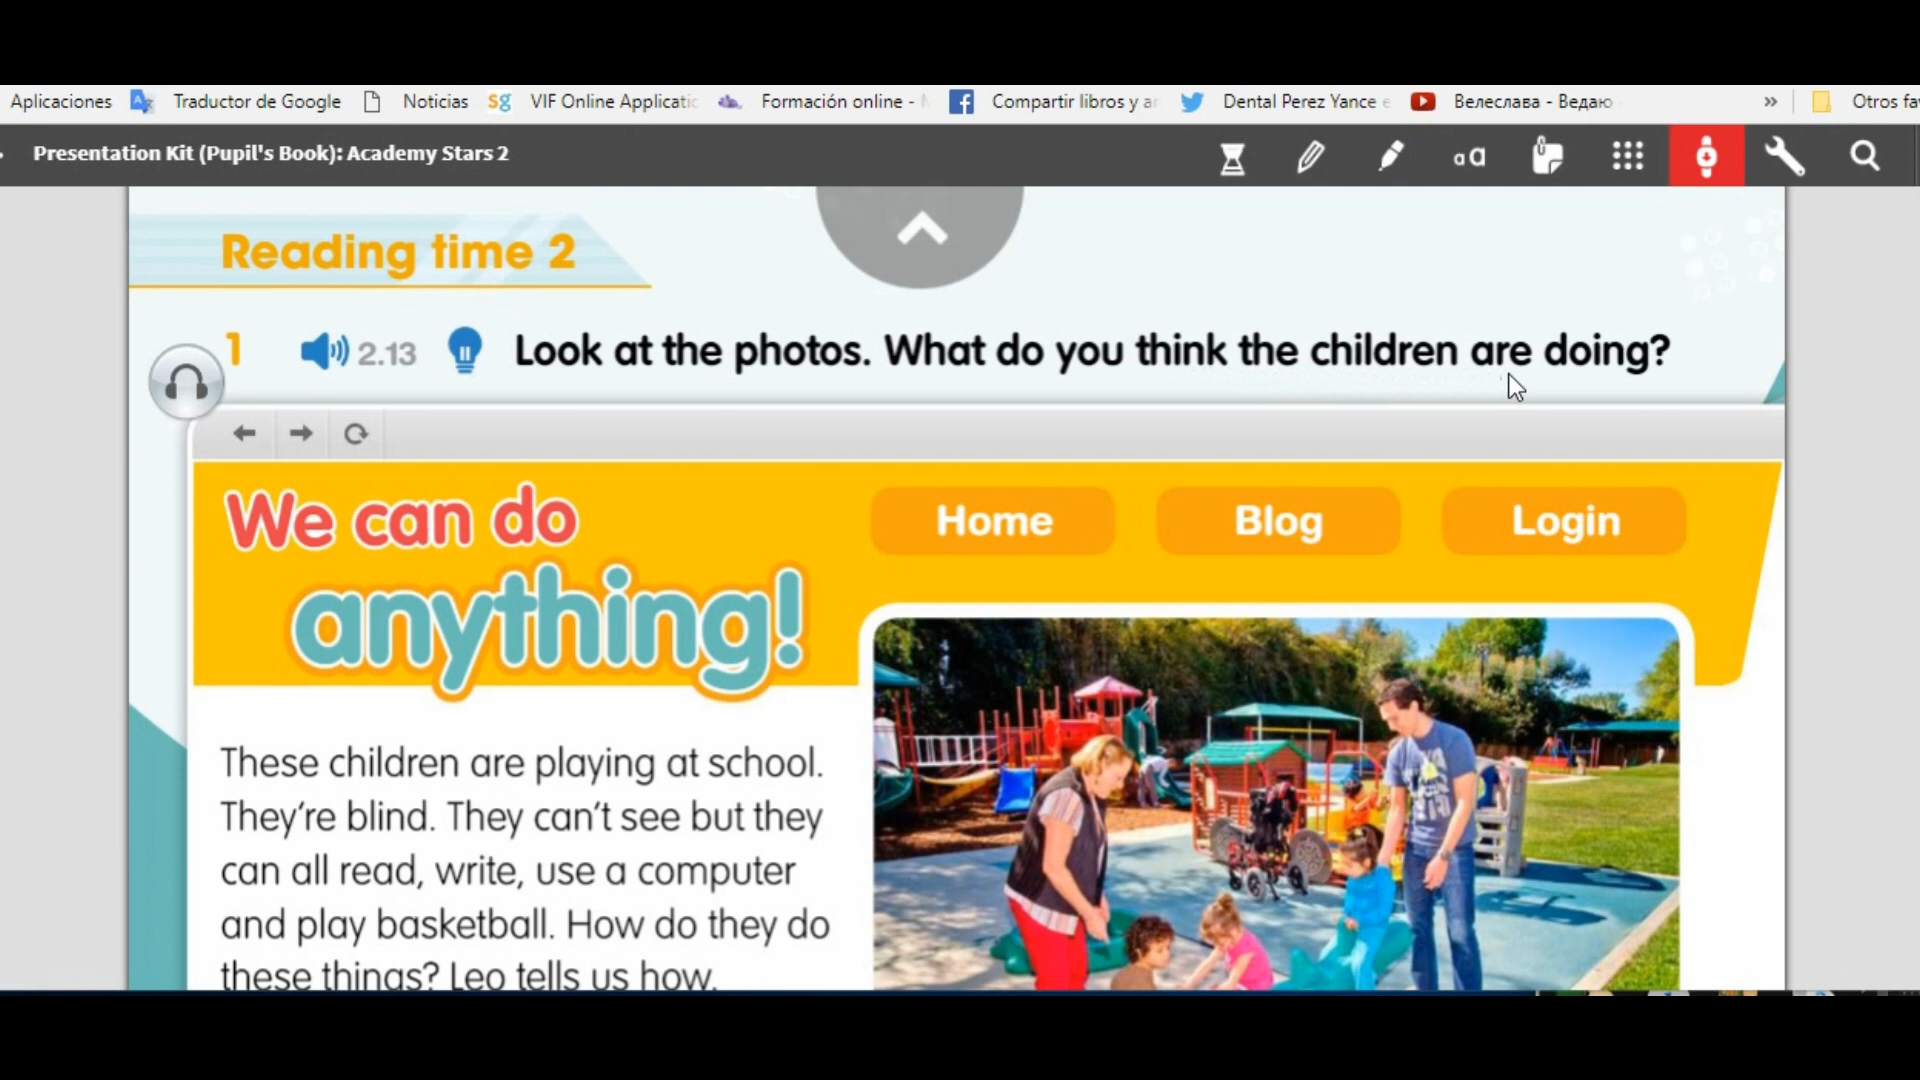 Aplicaciones Traductor de Google Noticias sg VIF Online Applicatic Formación online - Compartir libros y ar Dental Perez Yance e Велеслава - Ведаю » Otros fa
Presentation Kit (Pupil's Book): Academy Stars 2 aa
Reading time 2
1 2.13 Look at the photos. What do you think the children are doing?
We can do
anything!
Home Blog Login
These children are playing at school.
They're blind. They can't see but they
can all read, write, use a computer
and play basketball. How do they do
these things? Leo tells us how.